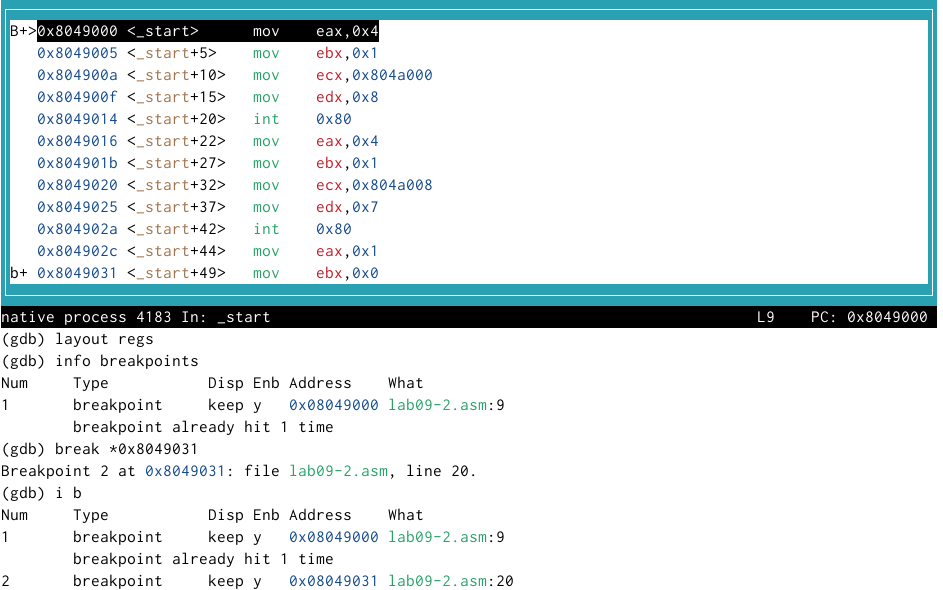 B+>0x8049000 <_start>      mov    eax,0x4
   0x8049005 <_start+5>    mov    ebx,0x1
   0x804900a <_start+10>   mov    ecx,0x804a000
   0x804900f <_start+15>   mov    edx,0x8
   0x8049014 <_start+20>   int    0x80
   0x8049016 <_start+22>   mov    eax,0x4
   0x804901b <_start+27>   mov    ebx,0x1
   0x8049020 <_start+32>   mov    ecx,0x804a008
   0x8049025 <_start+37>   mov    edx,0x7
   0x804902a <_start+42>   int    0x80
   0x804902c <_start+44>   mov    eax,0x1
b+ 0x8049031 <_start+49>   mov    ebx,0x0
native process 4183 In: _start                                                      L9    PC: 0x8049000
(gdb) layout regs
(gdb) info breakpoints
Num     Type           Disp Enb Address    What
1       breakpoint     keep y   0x08049000 lab09-2.asm:9
        breakpoint already hit 1 time
(gdb) break *0x8049031
Breakpoint 2 at 0x8049031: file lab09-2.asm, line 20.
(gdb) i b
Num     Type           Disp Enb Address    What
1       breakpoint     keep y   0x08049000 lab09-2.asm:9
        breakpoint already hit 1 time
2       breakpoint     keep y   0x08049031 lab09-2.asm:20